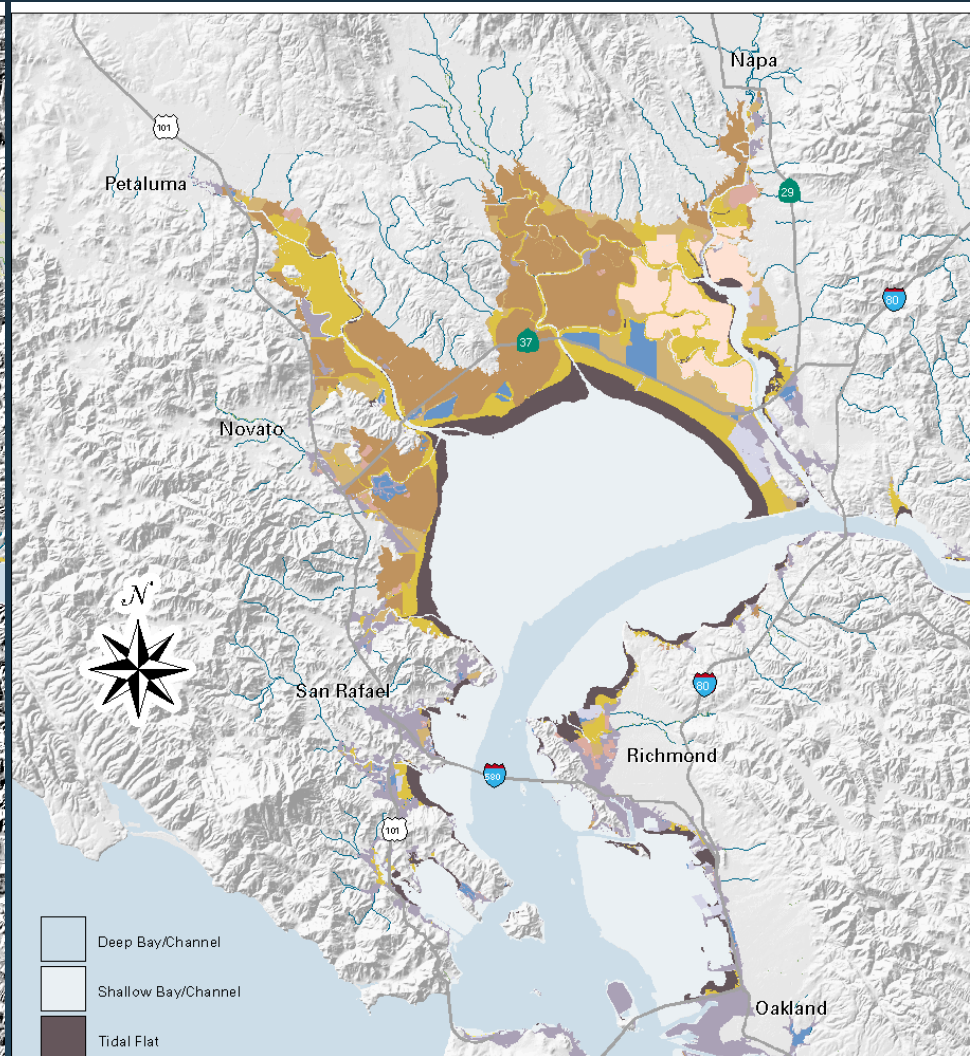 Napa
101
Petaluma
29
80
37
Novato
N
San Rafael
80
Richmond
580
101
Deep Bay/Channel
Shallow Bay/Channel
Oakland
Tidal Flat